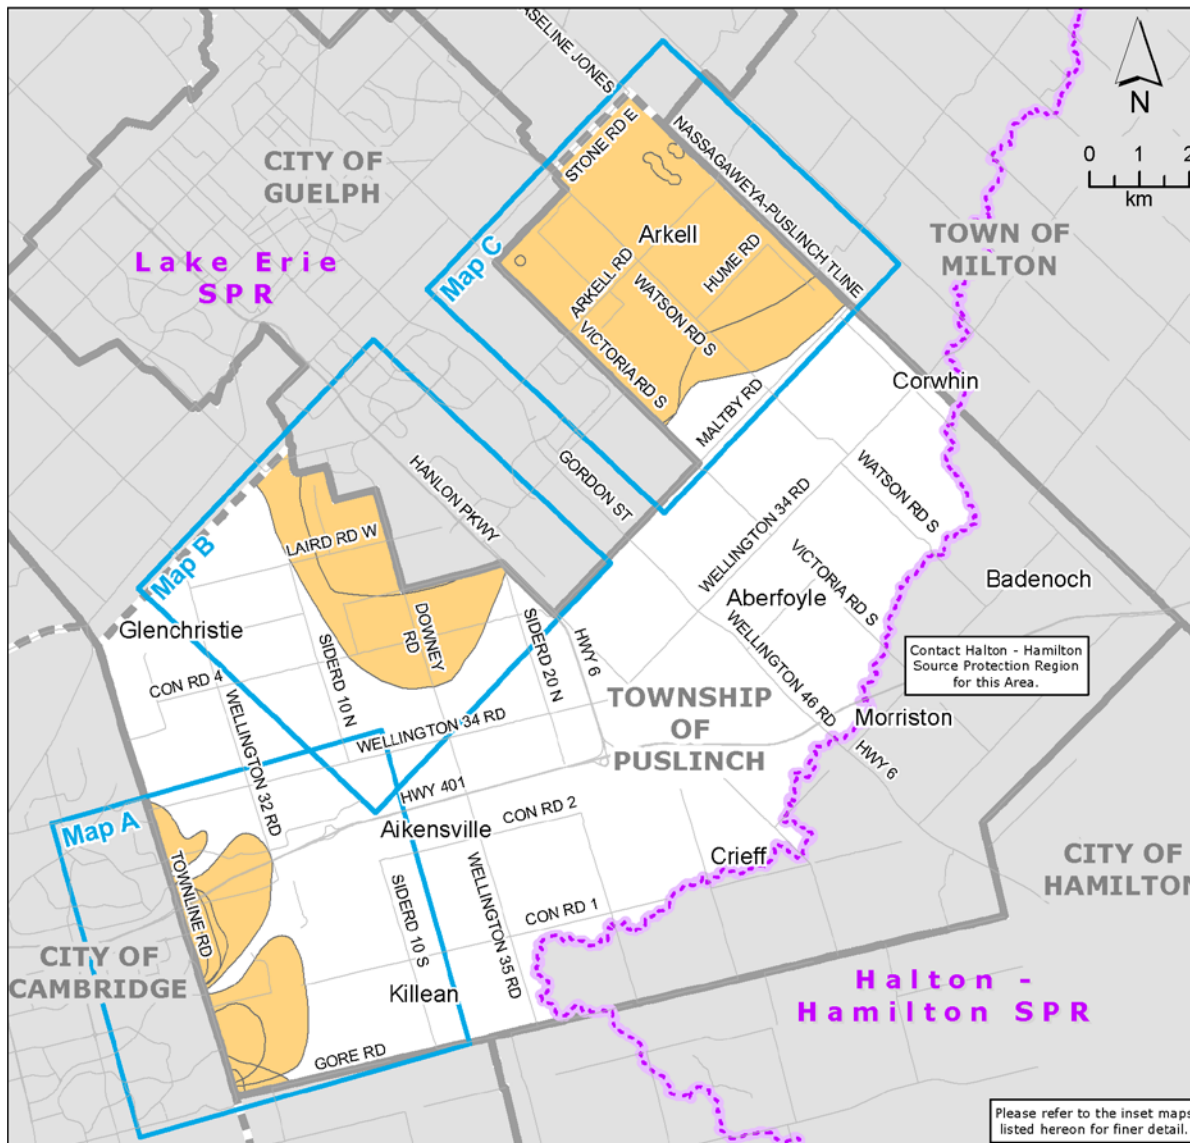 BASELINE JONES
N
0 1 2
km
CITY OF
GUELPH
Lake Erie
SPR
STONE RD E
NASSAGAWEYA-PUSLINCH TLINE
Map C
Arkell
TOWN OF
MILTON
ARKELL RD
HUME RD
WATSON RD S
VICTORIA RD S
MALTBY RD
Corwhin
HANLON PKWY
GORDON ST
LAIRD RD W
Map B
WELLINGTON 34 RD
WATSON RD S
VICTORIA RD S
Badenoch
Aberfoyle
Glenchristie
DOWNEY
RD
SIDERD 10 N
SIDERD 20 N
HWY 6
WELLINGTON 46 RD
Contact Halton - Hamilton
Source Protection Region
for this Area.
CON RD 4
WELLINGTON 32 RD
WELLINGTON 34 RD
TOWNSHIP
OF
PUSLINCH
Morriston
HWY 6
HWY 401
Map A
Aikensville
CON RD 2
Crieff
CITY OF
HAMILTON
TOWNLINE RD
SIDERD 10 S
WELLINGTON 35 RD
CON RD 1
CITY OF
CAMBRIDGE
Killean
Halton -
Hamilton SPR
GORE RD
Please refer to the inset maps
listed hereon for finer detail.